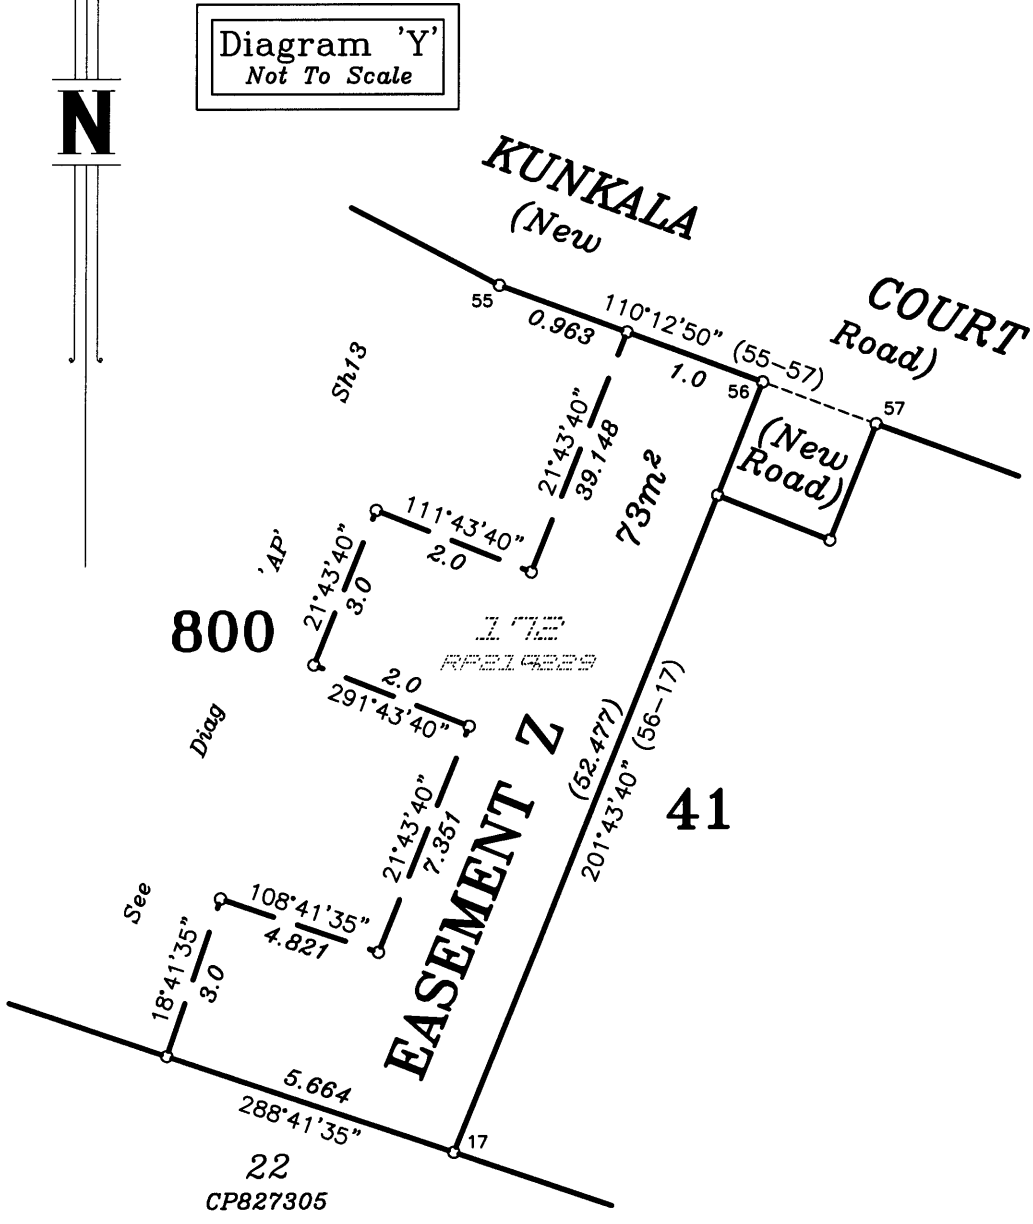 Diagram 'Y'
Not To Scale
N
KUNKALA
(New
COURT
Road)
55
0.963
110°12'50" (55–57)
1.0
56
57
(New
Road)
Sh13
21°43'40"
39.148
73m²
111°43'40"
2.0
'AP'
21°43'40"
3.0
800
172
RP214229
2.0
291°43'40"
Diag
EASEMENT Z
(52.477)
201°43'40" (56–17)
41
21°43'40"
7.351
See
108°41'35"
4.821
18°41'35"
3.0
5.664
288°41'35"
17
22
CP827305